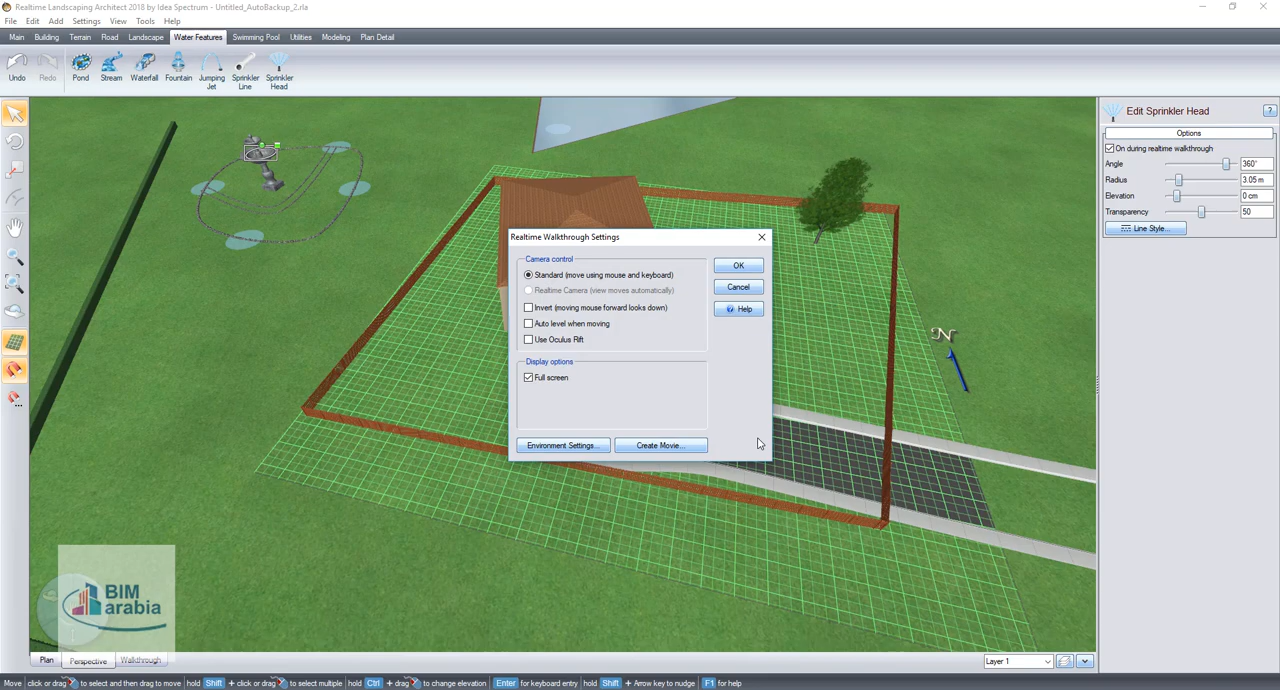 Realtime Landscaping Architect 2018 by Idea Spectrum - Untitled_AutoBackup_2.rla
File Edit Add Settings View Tools Help
Main Building Terrain Road Landscape Water Features Swimming Pool Utilities Modeling Plan Detail
Undo Redo Pond Stream Waterfall Fountain Jumping Jet Sprinkler Line Sprinkler Head
Edit Sprinkler Head ?
Options
On during realtime walkthrough
Angle 360°
Radius 3.05 m
Elevation 0 cm
Transparency 50
Line Style...
Realtime Walkthrough Settings
Camera control
Standard (move using mouse and keyboard)
Realtime Camera (view moves automatically)
Invert (moving mouse forward looks down)
Auto level when moving
Use Oculus Rift
Display options
Full screen
Environment Settings... Create Movie...
OK
Cancel
? Help
N
BIM
arabia
Plan Perspective Walkthrough
Layer 1
Move click or drag to select and then drag to move hold Shift + click or drag to select multiple hold Ctrl + drag to change elevation Enter for keyboard entry hold Shift + Arrow key to nudge F1 for help